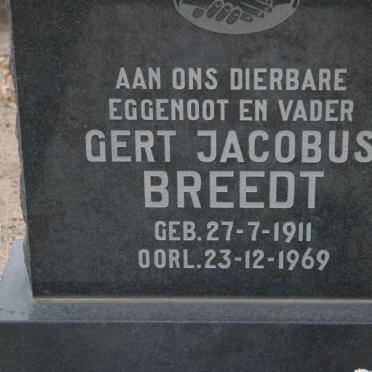 AAN ONS DIERBARE
EGGENOOT EN VADER
GERT JACOBUS
BREEDT
GEB. 27-7-1911
OORL. 23-12-1969